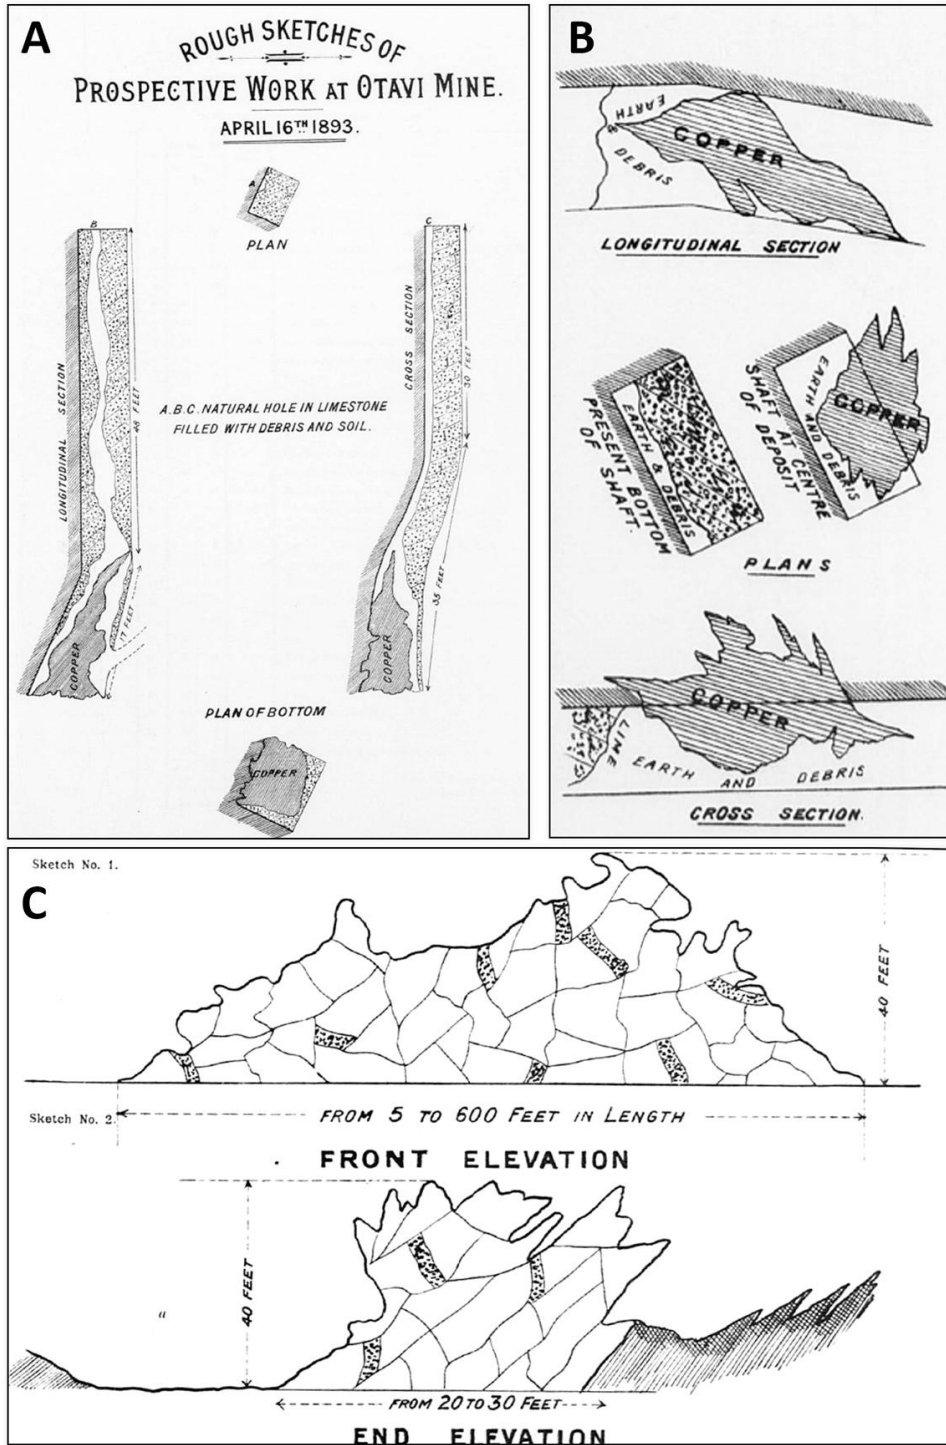 A
ROUGH SKETCHES OF
PROSPECTIVE WORK AT OTAVI MINE.
APRIL 16TH 1893.
A
PLAN
B
LONGITUDINAL SECTION
48 FEET
17 FEET
COPPER
C
CROSS SECTION
30 FEET
35 FEET
COPPER
A.B.C. NATURAL HOLE IN LIMESTONE
FILLED WITH DEBRIS AND SOIL.
PLAN OF BOTTOM
COPPER
B
EARTH
&
DEBRIS
COPPER
LONGITUDINAL SECTION
EARTH & DEBRIS
PRESENT BOTTOM
OF SHAFT.
EARTH AND DEBRIS
COPPER
SHAFT AT CENTRE
OF DEPOSIT
PLANS
COPPER
LIME
EARTH AND DEBRIS
CROSS SECTION.
Sketch No. 1.
C
40 FEET
FROM 5 TO 600 FEET IN LENGTH
Sketch No. 2.
FRONT ELEVATION
40 FEET
FROM 20 TO 30 FEET
END ELEVATION